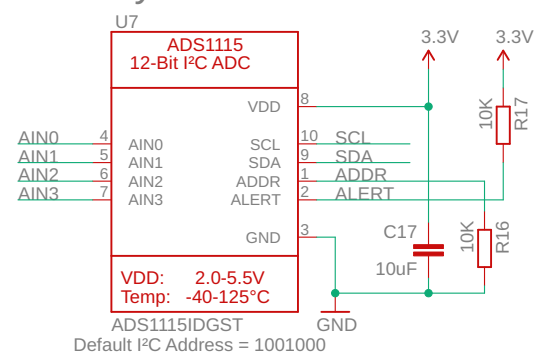 U7
ADS1115
12-Bit I²C ADC
3.3V
3.3V
VDD
8
10K
R17
AIN0
4
AIN0
SCL
10
SCL
AIN1
5
AIN1
SDA
9
SDA
AIN2
6
AIN2
ADDR
1
ADDR
AIN3
7
AIN3
ALERT
2
ALERT
GND
3
C17
10uF
10K
R16
VDD: 2.0-5.5V
Temp: -40-125°C
ADS1115IDGST
GND
Default I²C Address = 1001000